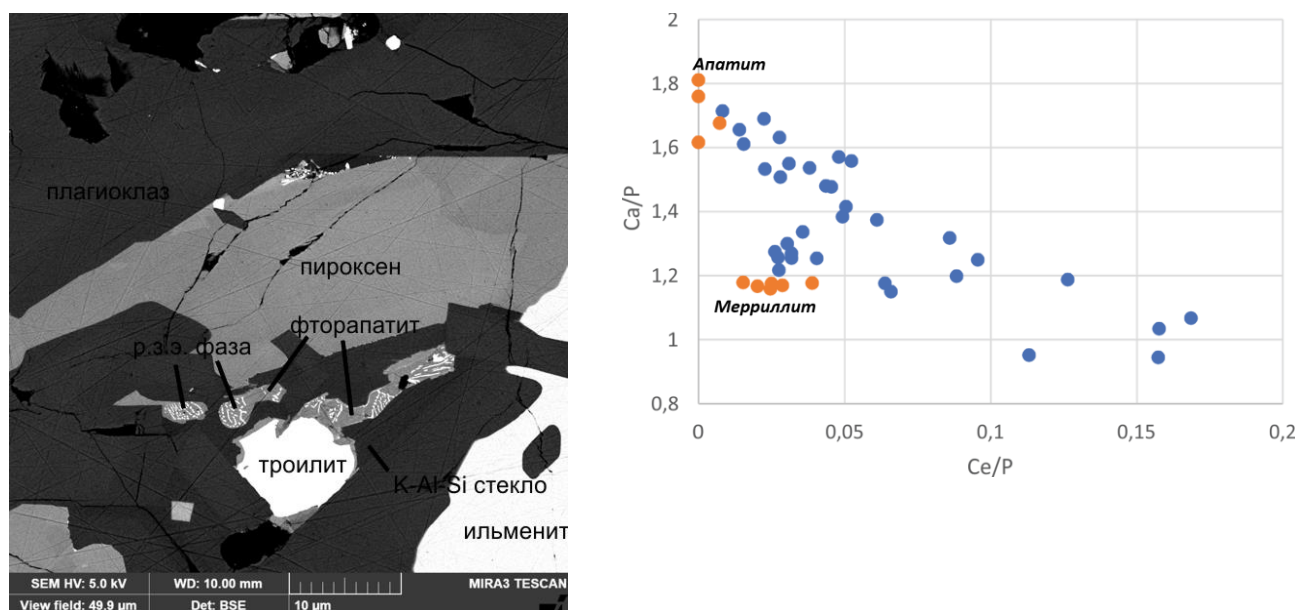 плагиоклаз
пироксен
фторапатит
р.з.э. фаза
троилит
K-Al-Si стекло
ильменит
SEM HV: 5.0 kV WD: 10.00 mm MIRA3 TESCAN
View field: 49.9 µm Det: BSE 10 µm
2
1,8
1,6
1,4
1,2
1
0,8
Ca/P
Апатит
Мерриллит
0 0,05 0,1 0,15 0,2
Ce/P